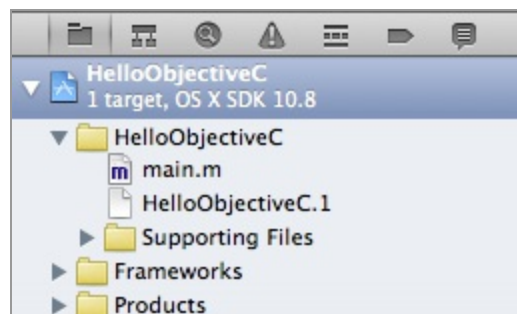 HelloObjectiveC
1 target, OS X SDK 10.8
HelloObjectiveC
m main.m
HelloObjectiveC.1
Supporting Files
Frameworks
Products